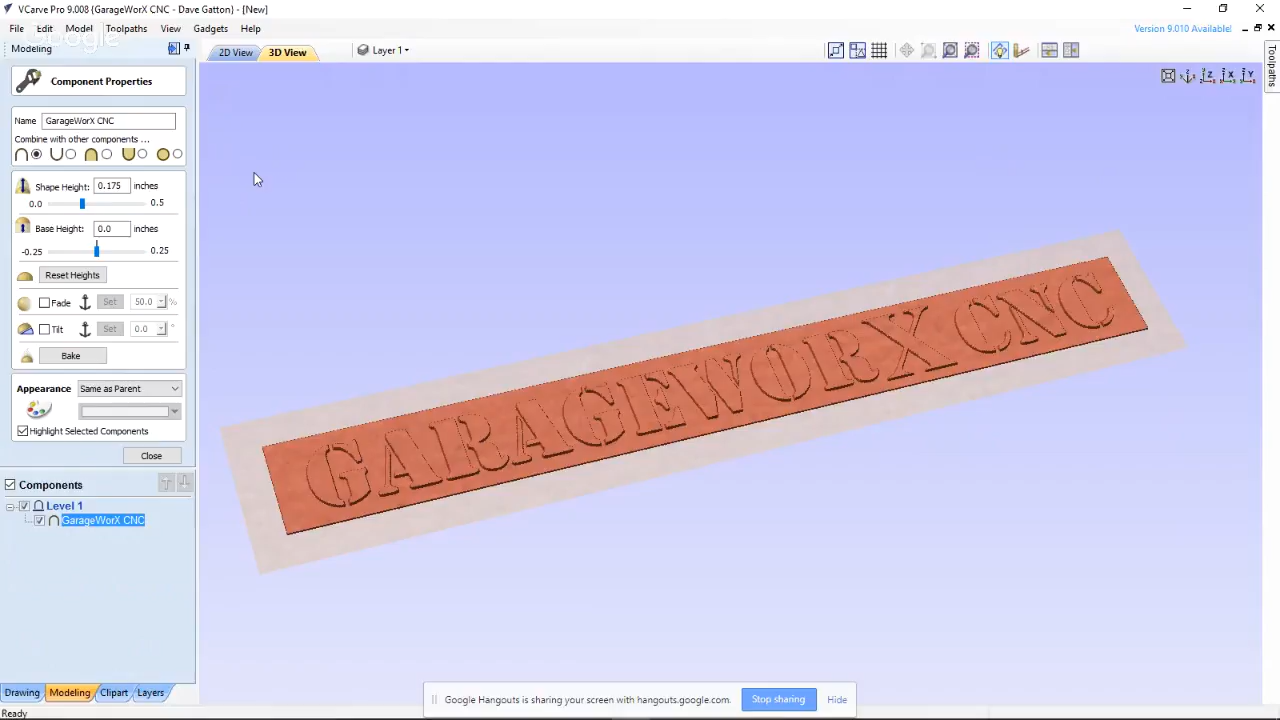 VCarve Pro 9.008 {GarageWorX CNC - Dave Gatton} - [New]
File Edit Model Toolpaths View Gadgets Help
Version 9.010 Available!
Google
Modeling
2D View
3D View
Layer 1
Toolpaths
Component Properties
Name GarageWorX CNC
Combine with other components ...
Shape Height: 0.175 inches
0.0 0.5
Base Height: 0.0 inches
-0.25 0.25
Reset Heights
Fade Set 50.0 %
Tilt Set 0.0 °
Bake
Appearance Same as Parent
Highlight Selected Components
Close
Components
Level 1
GarageWorX CNC
Z X Y
GARAGEWORX CNC
Drawing Modeling Clipart Layers
Google Hangouts is sharing your screen with hangouts.google.com.
Stop sharing
Hide
Ready